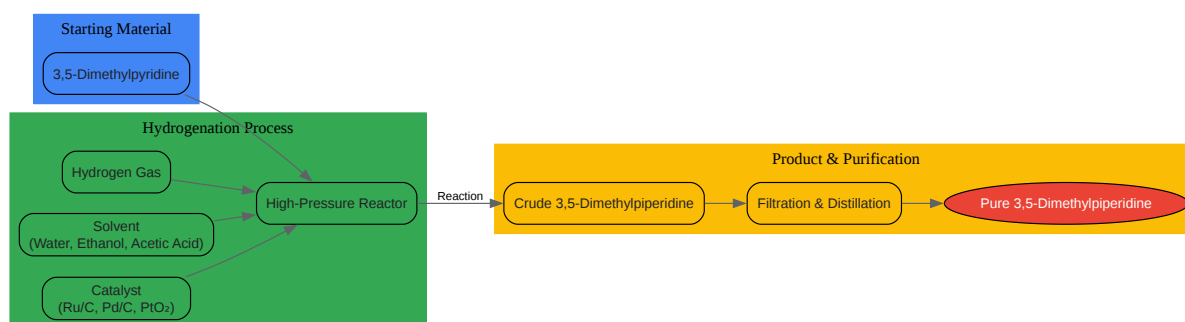 Starting Material
3,5-Dimethylpyridine
Hydrogenation Process
Hydrogen Gas
High-Pressure Reactor
Solvent
(Water, Ethanol, Acetic Acid)
Catalyst
(Ru/C, Pd/C, PtO₂)
Reaction
Product & Purification
Crude 3,5-Dimethylpiperidine
Filtration & Distillation
Pure 3,5-Dimethylpiperidine